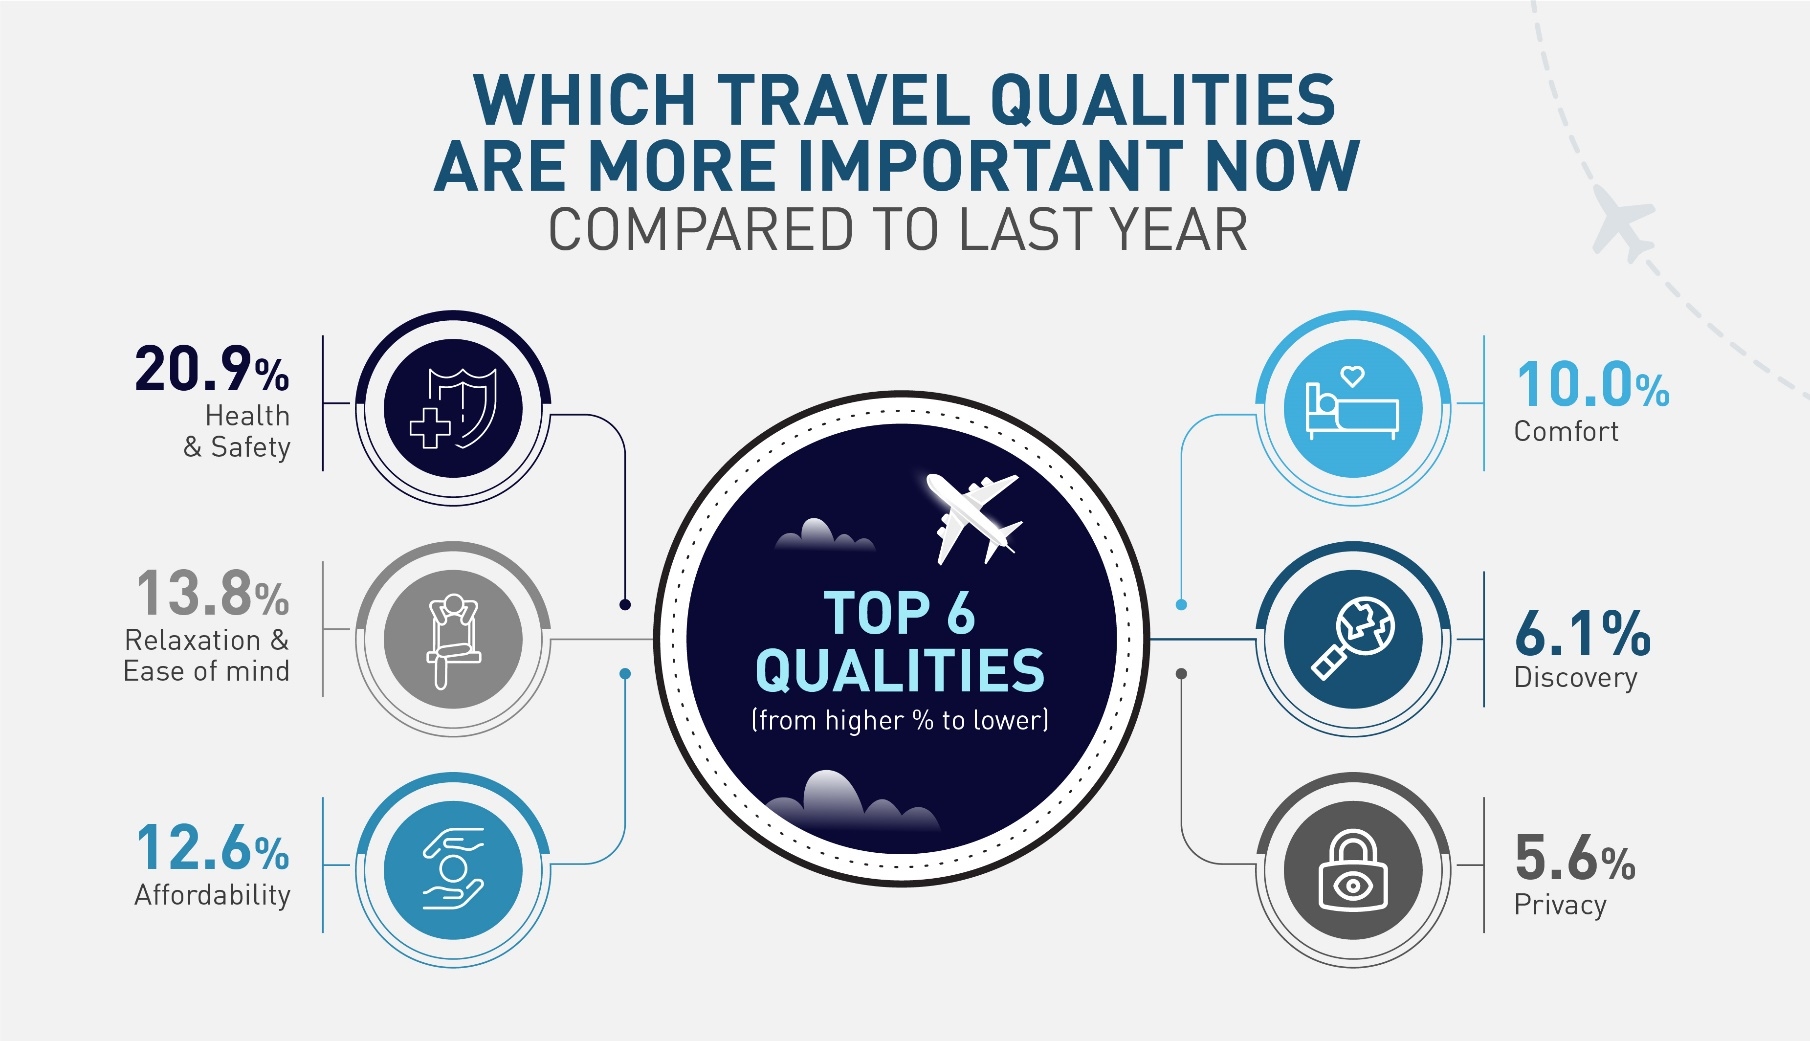 WHICH TRAVEL QUALITIES
ARE MORE IMPORTANT NOW
COMPARED TO LAST YEAR
20.9%
Health
& Safety
13.8%
Relaxation &
Ease of mind
12.6%
Affordability
TOP 6
QUALITIES
(from higher % to lower)
10.0%
Comfort
6.1%
Discovery
5.6%
Privacy